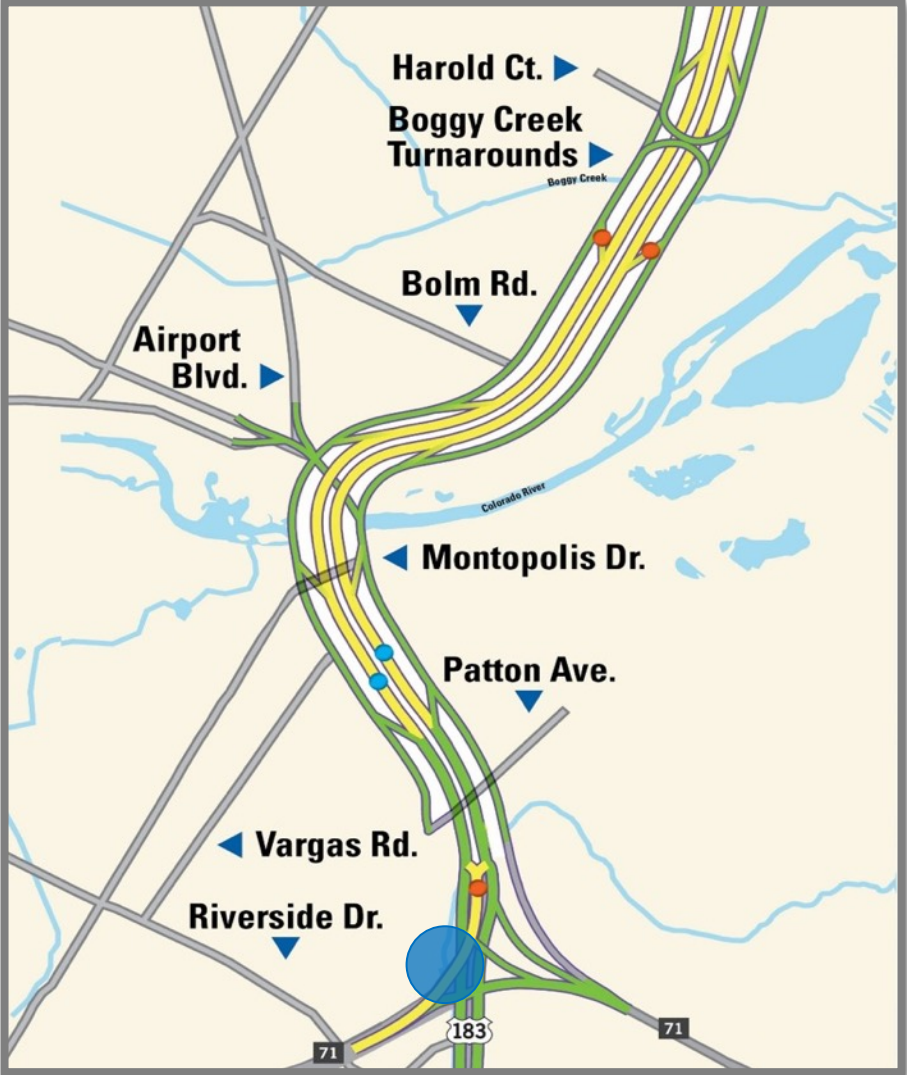 Harold Ct.
Boggy Creek
Turnarounds
Boggy Creek
Bolm Rd.
Airport
Blvd.
Colorado River
Montopolis Dr.
Patton Ave.
Vargas Rd.
Riverside Dr.
183
71
71